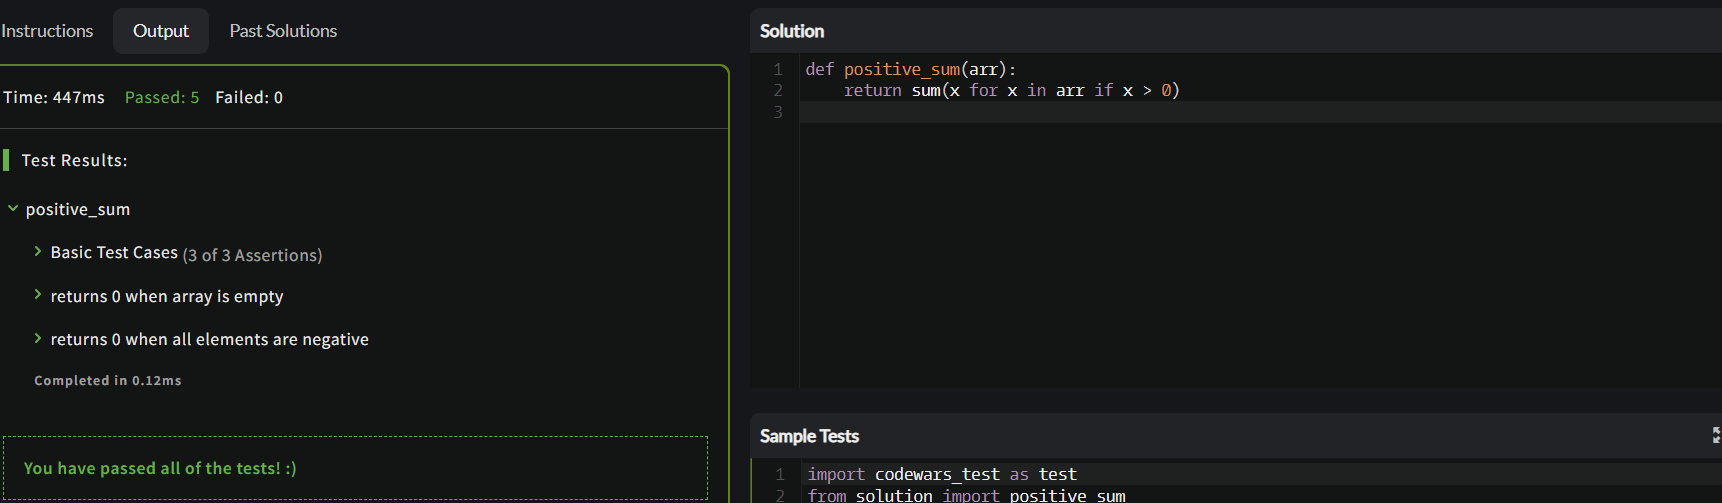 Instructions Output Past Solutions
Time: 447ms Passed: 5 Failed: 0
Test Results:
positive_sum
Basic Test Cases (3 of 3 Assertions)
returns 0 when array is empty
returns 0 when all elements are negative
Completed in 0.12ms
You have passed all of the tests! :)
Solution
1 def positive_sum(arr):
2     return sum(x for x in arr if x > 0)
3
Sample Tests
1 import codewars_test as test
2 from solution import positive_sum